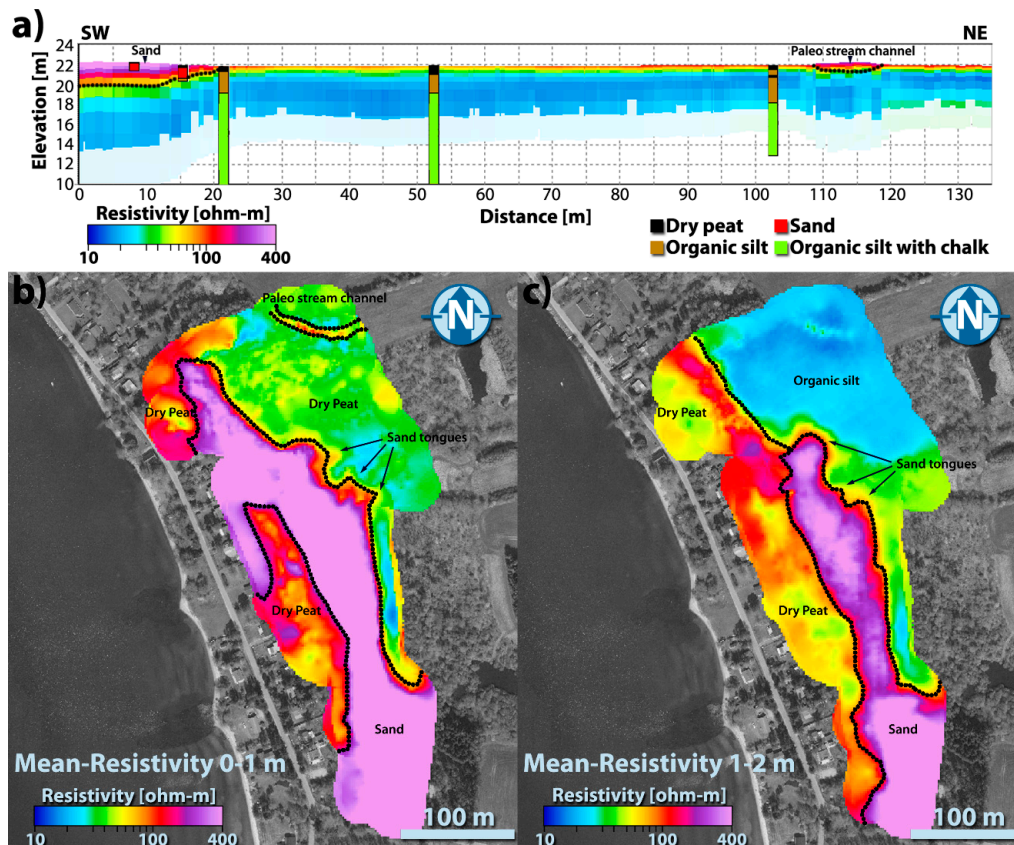 a)
SW
NE
Sand
Paleo stream channel
Elevation [m]
24
22
20
18
16
14
12
10
0 10 20 30 40 50 60 70 80 90 100 110 120 130
Distance [m]
Resistivity [ohm-m]
10 100 400
Dry peat
Sand
Organic silt
Organic silt with chalk
b)
Paleo stream channel
N
Dry Peat
Dry Peat
Sand tongues
Dry Peat
Sand
Mean-Resistivity 0-1 m
Resistivity [ohm-m]
10 100 400
100 m
c)
N
Organic silt
Dry Peat
Sand tongues
Dry Peat
Sand
Mean-Resistivity 1-2 m
Resistivity [ohm-m]
10 100 400
100 m